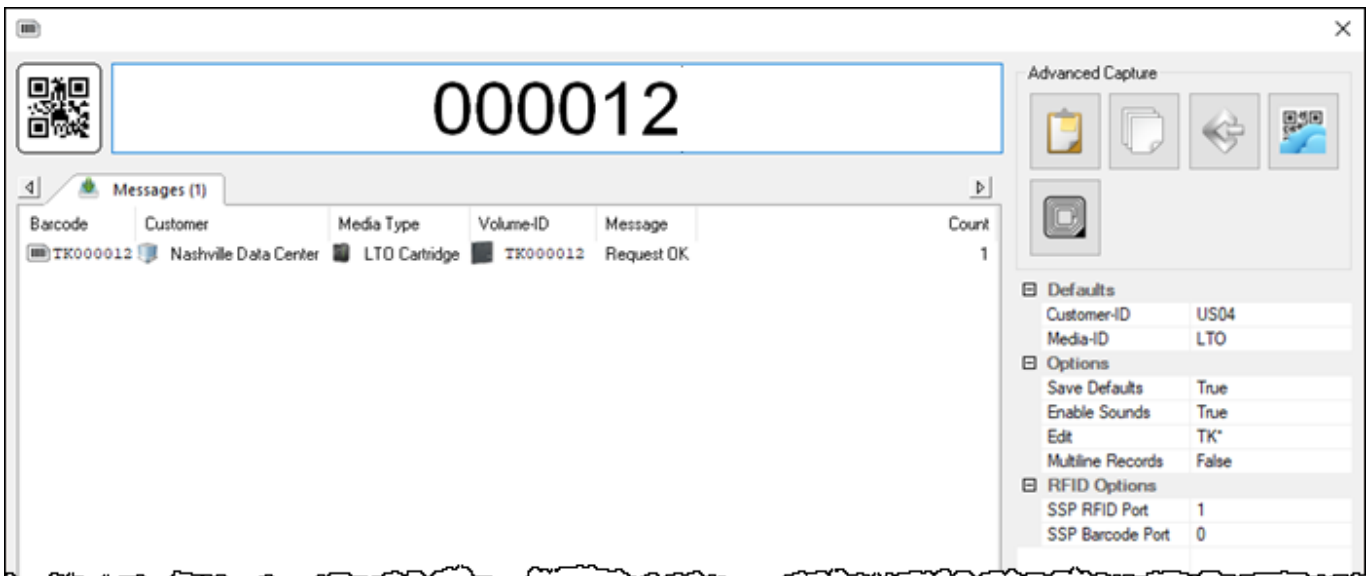 000012
Messages (1)
Barcode Customer Media Type Volume-ID Message Count
TK000012 Nashville Data Center LTO Cartridge TK000012 Request OK 1
Advanced Capture
Defaults
Customer-ID US04
Media-ID LTO
Options
Save Defaults True
Enable Sounds True
Edit TK*
Multiline Records False
RFID Options
SSP RFID Port 1
SSP Barcode Port 0